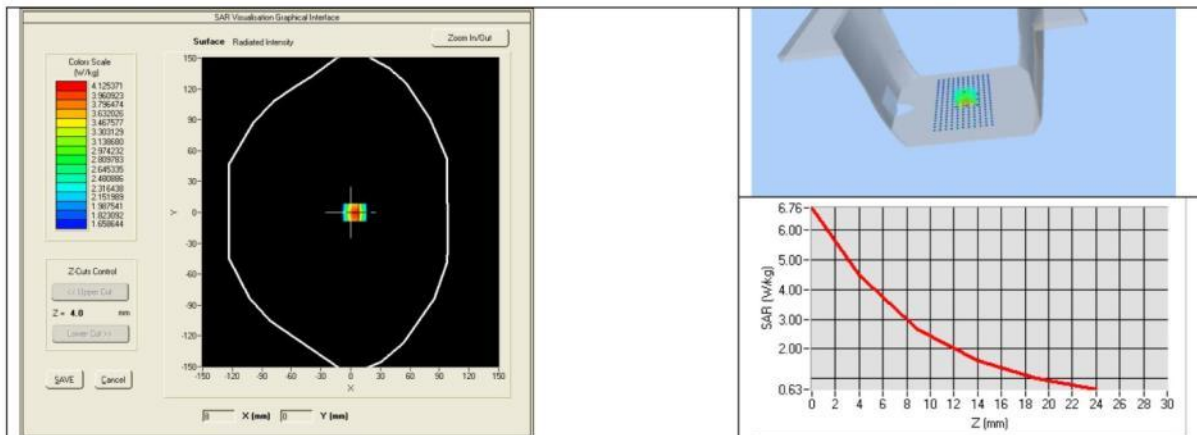 SAR Visualisation Graphical Interface
Surface Radiated Intensity
Zoom In/Out
Colors Scale
(W/kg)
4.125371
3.960923
3.796474
3.632026
3.467577
3.303129
3.138680
2.974232
2.809783
2.645335
2.480886
2.316438
2.151989
1.987541
1.823092
1.658644
150
120
90
60
30
0
-30
-60
-90
-120
-150
Y
-150 -120 -90 -60 -30 0 30 60 90 120 150
X
Z-Cuts Control
<< Upper Cut
Z = 4.0 mm
Lower Cut >>
SAVE Cancel
X (mm) 0 Y (mm)
6.76
6.00
5.00
4.00
3.00
2.00
0.63
SAR (W/kg)
0 2 4 6 8 10 12 14 16 18 20 22 24 26 28 30
Z (mm)